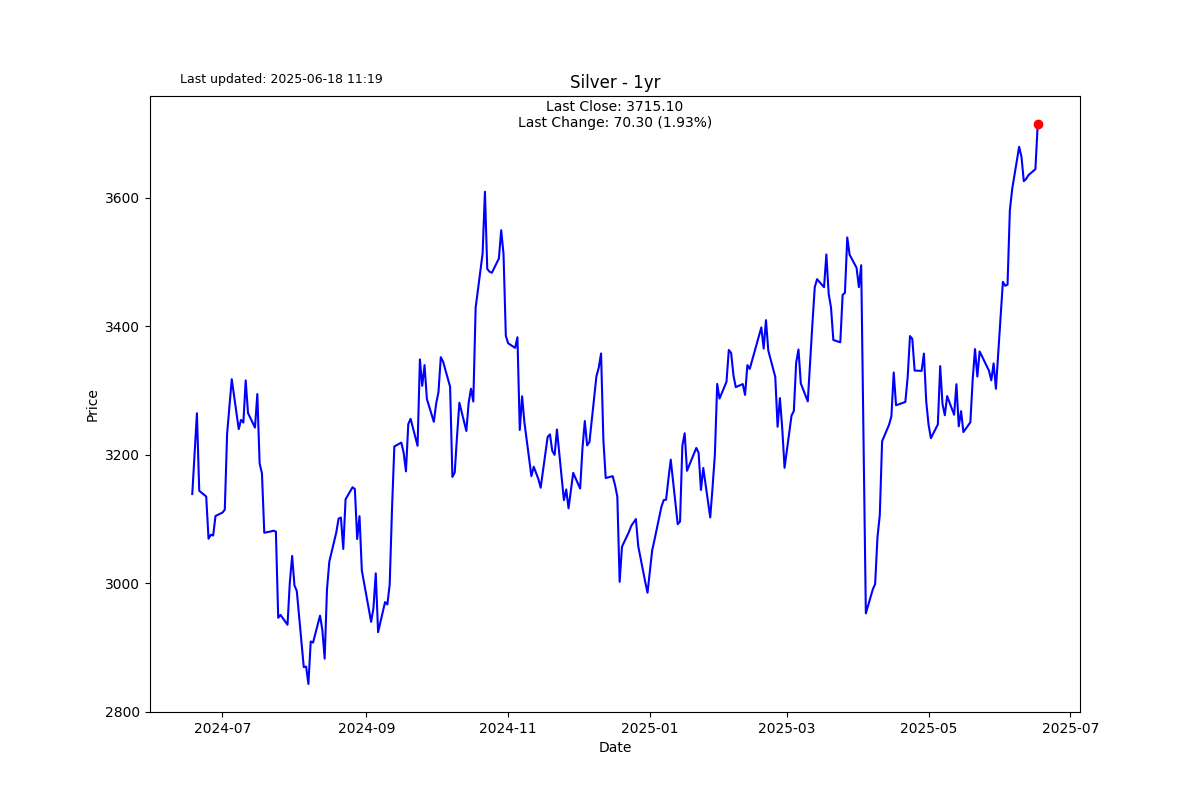 Last updated: 2025-06-18 11:19
Silver - 1yr
Last Close: 3715.10
Last Change: 70.30 (1.93%)
3600
3400
3200
3000
2800
Price
2024-07
2024-09
2024-11
2025-01
2025-03
2025-05
2025-07
Date